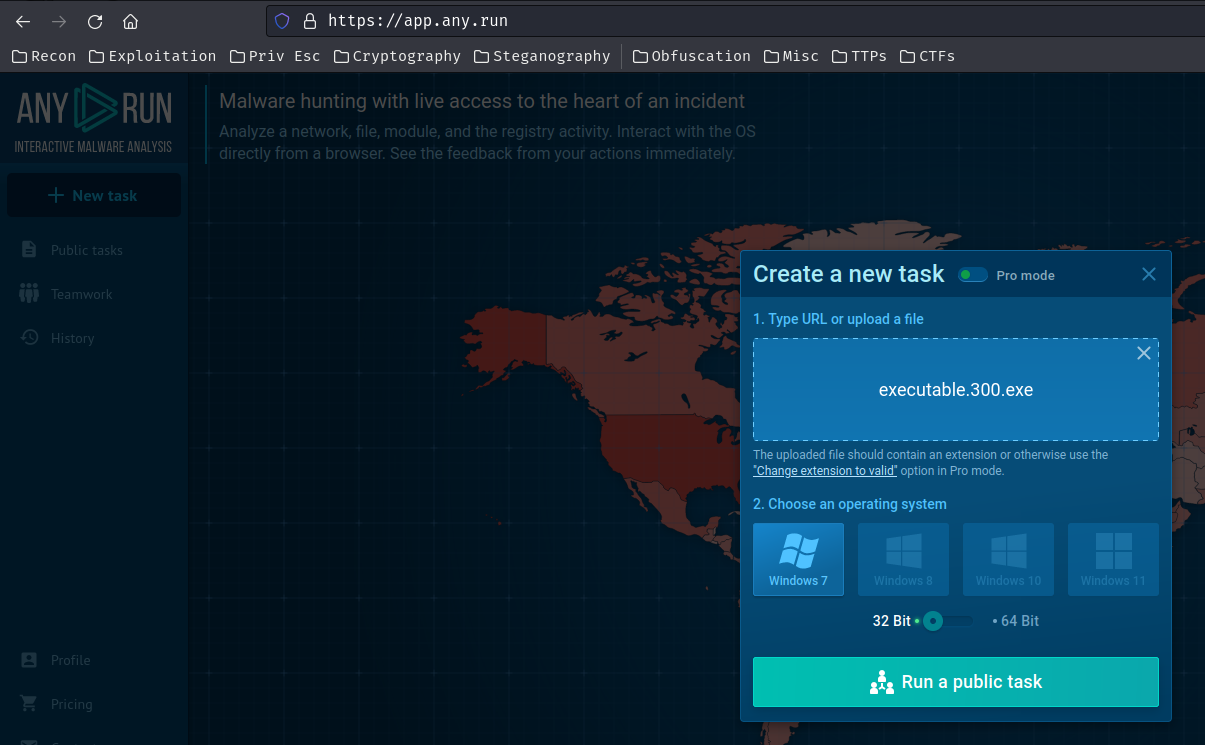 https://app.any.run
Recon Exploitation Priv Esc Cryptography Steganography Obfuscation Misc TTPs CTFs
ANY RUN
INTERACTIVE MALWARE ANALYSIS
Malware hunting with live access to the heart of an incident
Analyze a network, file, module, and the registry activity. Interact with the OS
directly from a browser. See the feedback from your actions immediately.
New task
Public tasks
Teamwork
History
Profile
Pricing
Create a new task Pro mode
1. Type URL or upload a file
executable.300.exe
The uploaded file should contain an extension or otherwise use the
"Change extension to valid" option in Pro mode.
2. Choose an operating system
Windows 7 Windows 8 Windows 10 Windows 11
32 Bit 64 Bit
Run a public task